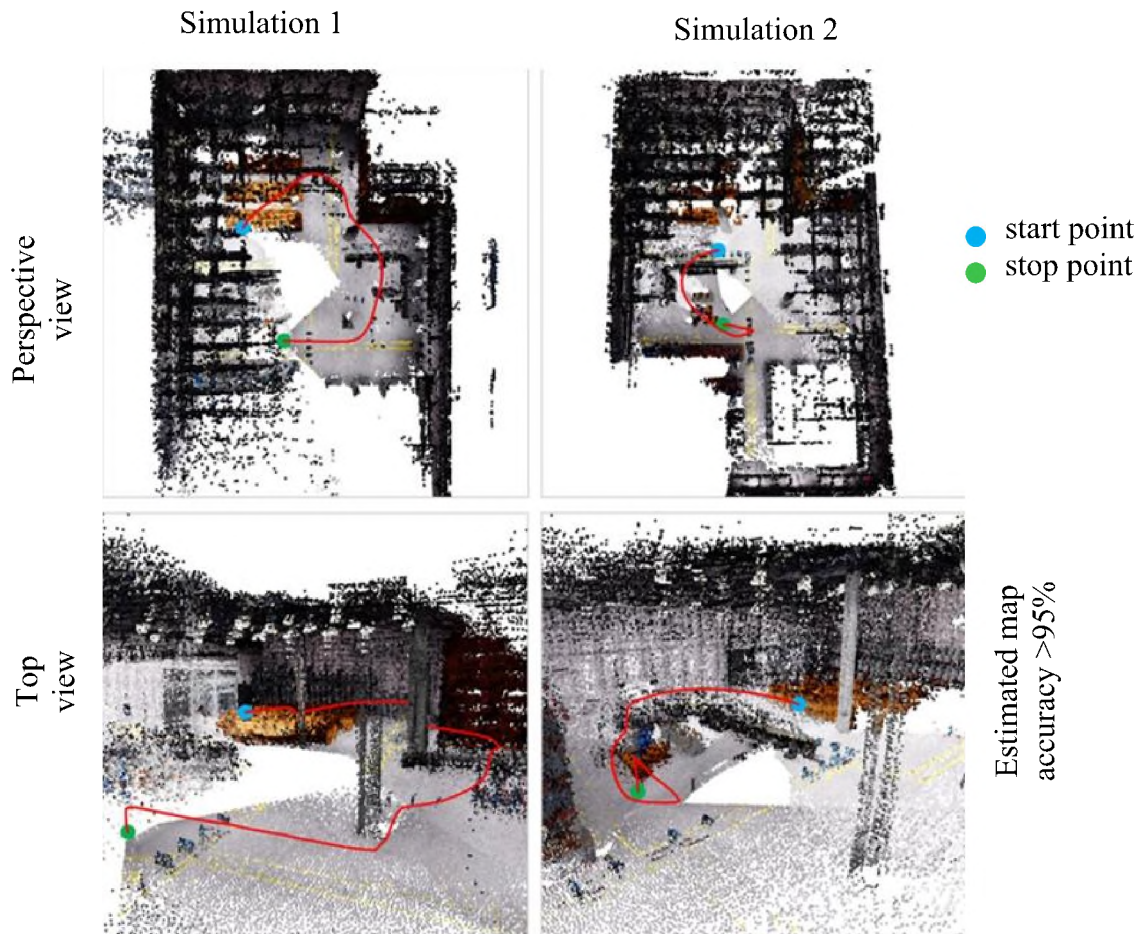 Simulation 1
Simulation 2
Perspective
view
start point
stop point
Top
view
Estimated map
accuracy >95%